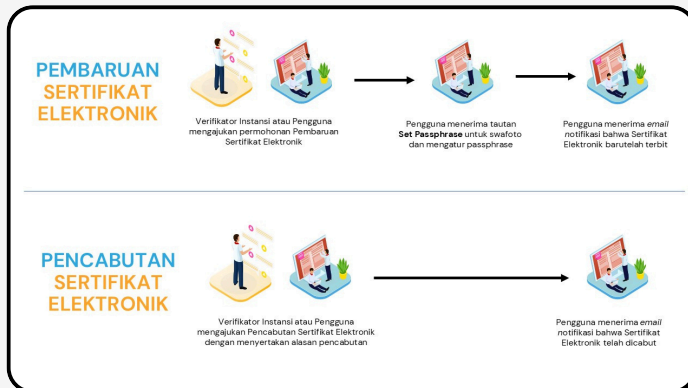 PEMBARUAN
SERTIFIKAT
ELEKTRONIK
Verifikator Instansi atau Pengguna
mengajukan permohonan Pembaruan
Sertifikat Elektronik
Pengguna menerima tautan
Set Passphrase untuk swafoto
dan mengatur passphrase
Pengguna menerima email
notifikasi bahwa Sertifikat
Elektronik barutelah terbit
PENCABUTAN
SERTIFIKAT
ELEKTRONIK
Verifikator Instansi atau Pengguna
mengajukan Pencabutan Sertifikat Elektronik
dengan menyertakan alasan pencabutan
Pengguna menerima email
notifikasi bahwa Sertifikat
Elektronik telah dicabut